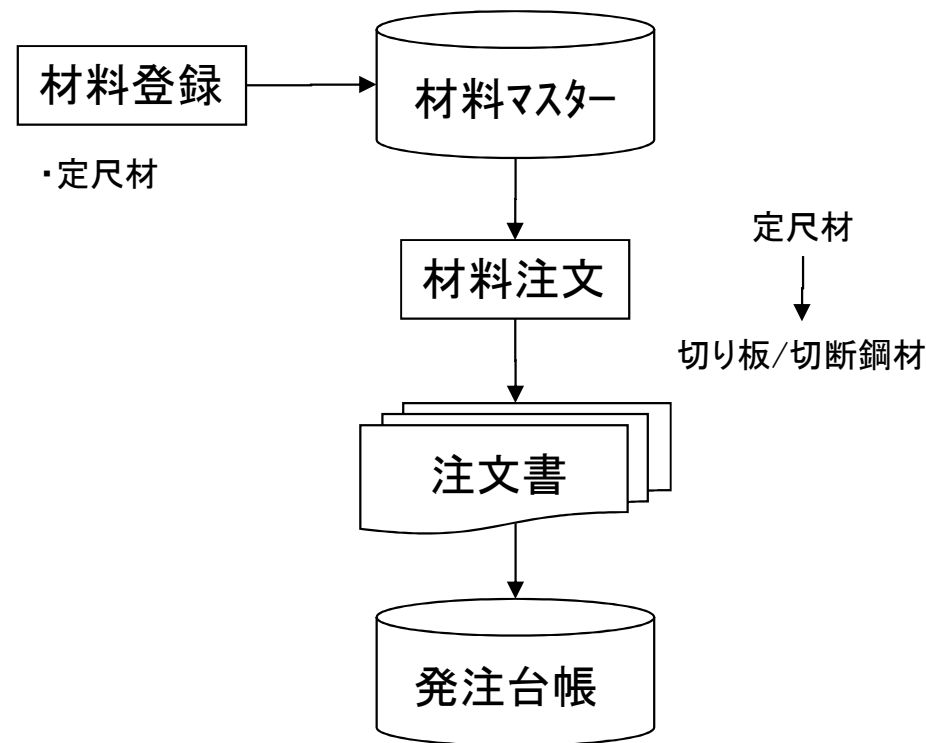 材料登録
材料マスター
・定尺材
定尺材
材料注文
切り板/切断鋼材
注文書
発注台帳